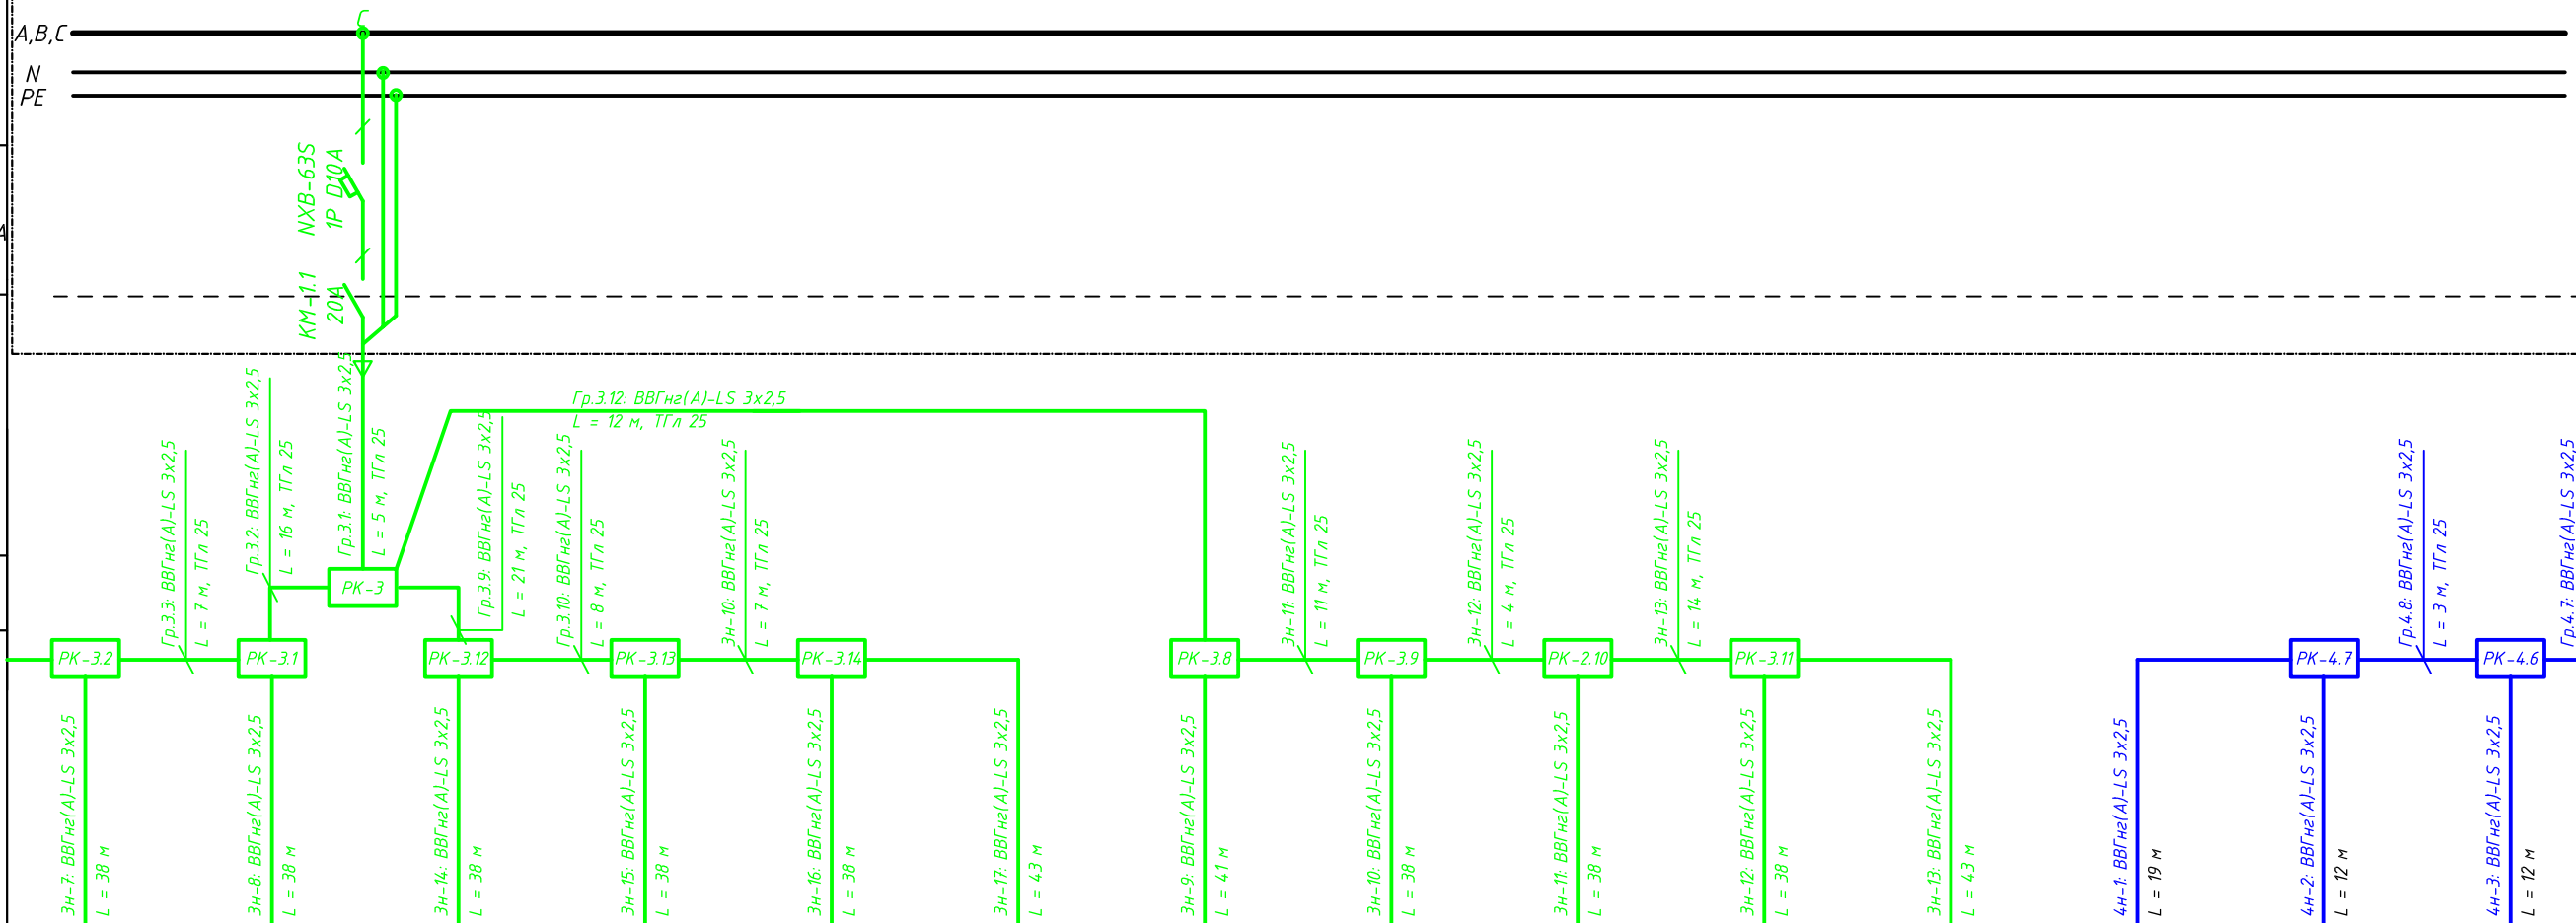 C
A,B,C
N
PE
NXB-63S
1P D10A
KM-1.1
20A
Гр.3.12: ВВГнг(А)-LS 3х2,5
L = 12 м, ТГл 25
Гр.3.3: ВВГнг(А)-LS 3х2,5
L = 7 м, ТГл 25
Гр.3.2: ВВГнг(А)-LS 3х2,5
L = 16 м, ТГл 25
Гр.3.1: ВВГнг(А)-LS 3х2,5
L = 5 м, ТГл 25
Гр.3.9: ВВГнг(А)-LS 3х2,5
L = 21 м, ТГл 25
Гр.3.10: ВВГнг(А)-LS 3х2,5
L = 8 м, ТГл 25
3н-10: ВВГнг(А)-LS 3х2,5
L = 7 м, ТГл 25
3н-11: ВВГнг(А)-LS 3х2,5
L = 11 м, ТГл 25
3н-12: ВВГнг(А)-LS 3х2,5
L = 4 м, ТГл 25
3н-13: ВВГнг(А)-LS 3х2,5
L = 14 м, ТГл 25
Гр.4.8: ВВГнг(А)-LS 3х2,5
L = 3 м, ТГл 25
Гр.4.7: ВВГнг(А)-LS 3х2,5
РК-3
РК-3.2
РК-3.1
РК-3.12
РК-3.13
РК-3.14
РК-3.8
РК-3.9
РК-2.10
РК-3.11
РК-4.7
РК-4.6
3н-7: ВВГнг(А)-LS 3х2,5
L = 38 м
3н-8: ВВГнг(А)-LS 3х2,5
L = 38 м
3н-14: ВВГнг(А)-LS 3х2,5
L = 38 м
3н-15: ВВГнг(А)-LS 3х2,5
L = 38 м
3н-16: ВВГнг(А)-LS 3х2,5
L = 38 м
3н-17: ВВГнг(А)-LS 3х2,5
L = 43 м
3н-9: ВВГнг(А)-LS 3х2,5
L = 41 м
3н-10: ВВГнг(А)-LS 3х2,5
L = 38 м
3н-11: ВВГнг(А)-LS 3х2,5
L = 38 м
3н-12: ВВГнг(А)-LS 3х2,5
L = 38 м
3н-13: ВВГнг(А)-LS 3х2,5
L = 43 м
4н-1: ВВГнг(А)-LS 3х2,5
L = 19 м
4н-2: ВВГнг(А)-LS 3х2,5
L = 12 м
4н-3: ВВГнг(А)-LS 3х2,5
L = 12 м